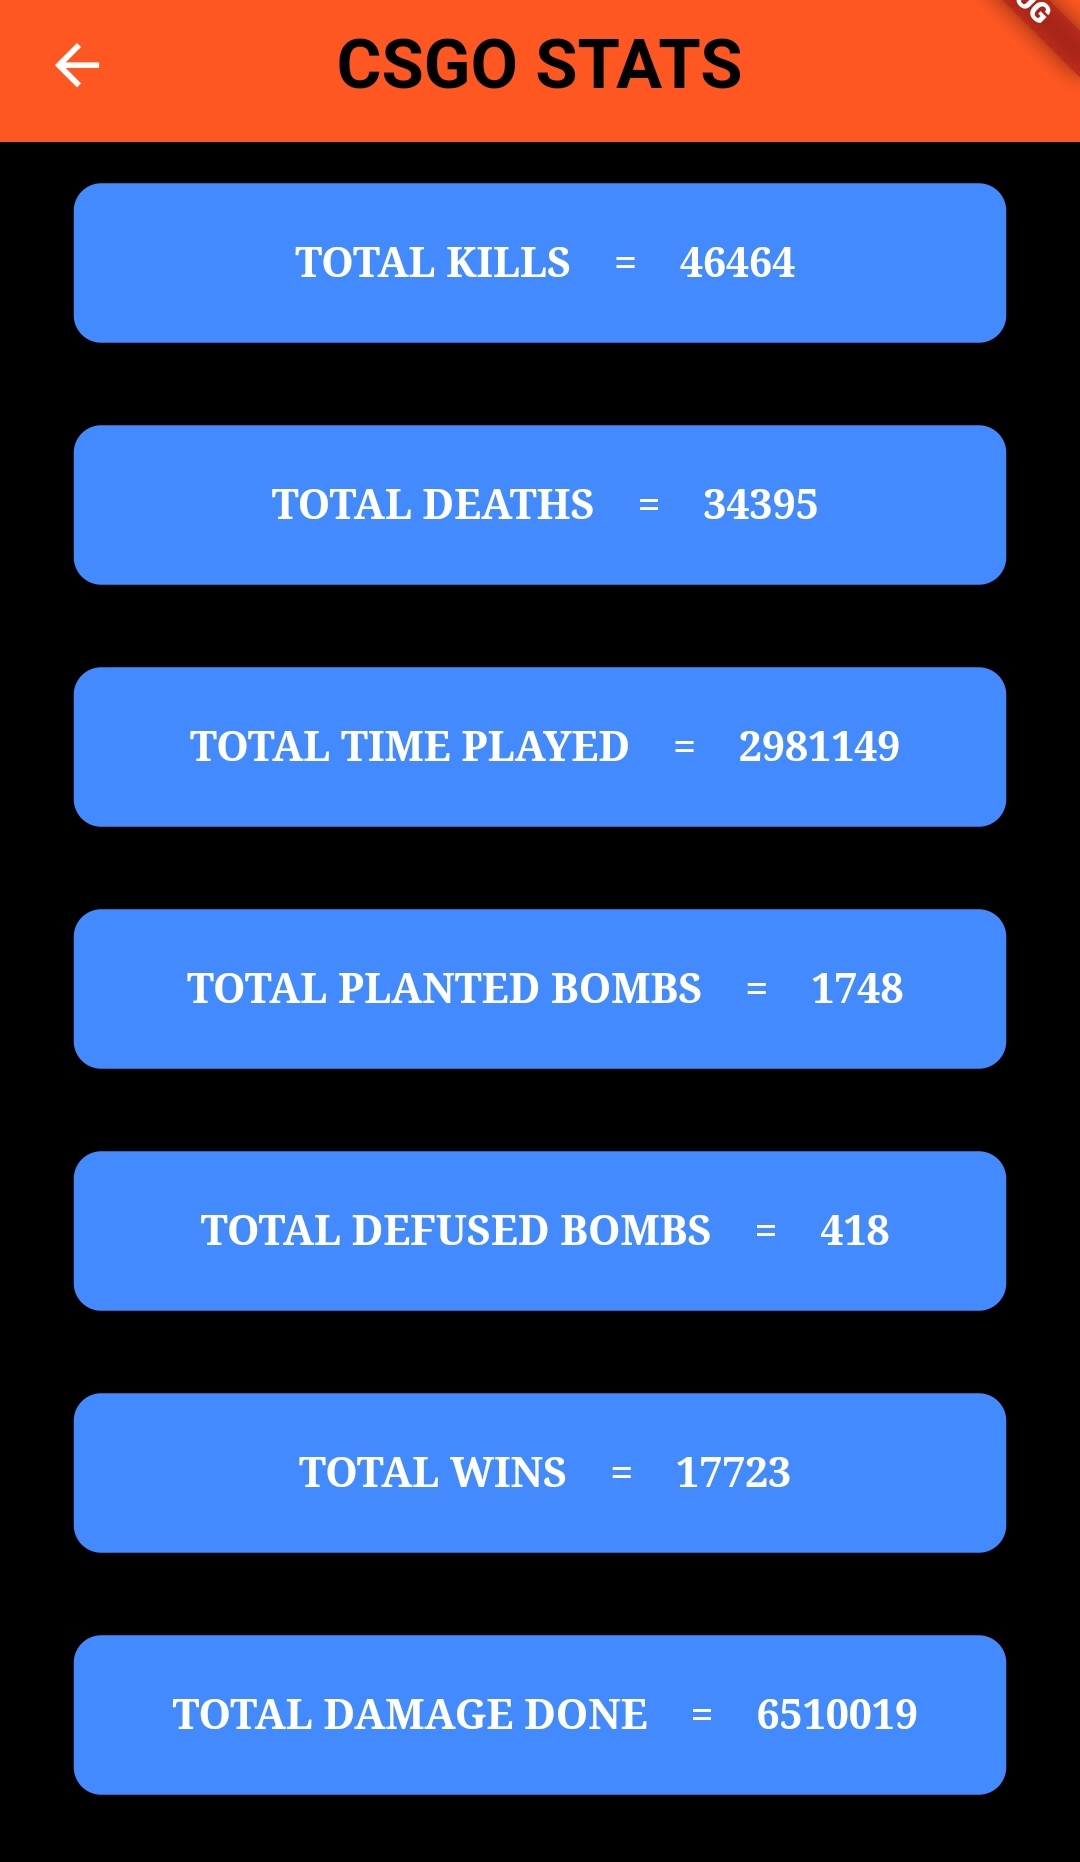 CSGO STATS
TOTAL KILLS = 46464
TOTAL DEATHS = 34395
TOTAL TIME PLAYED = 2981149
TOTAL PLANTED BOMBS = 1748
TOTAL DEFUSED BOMBS = 418
TOTAL WINS = 17723
TOTAL DAMAGE DONE = 6510019